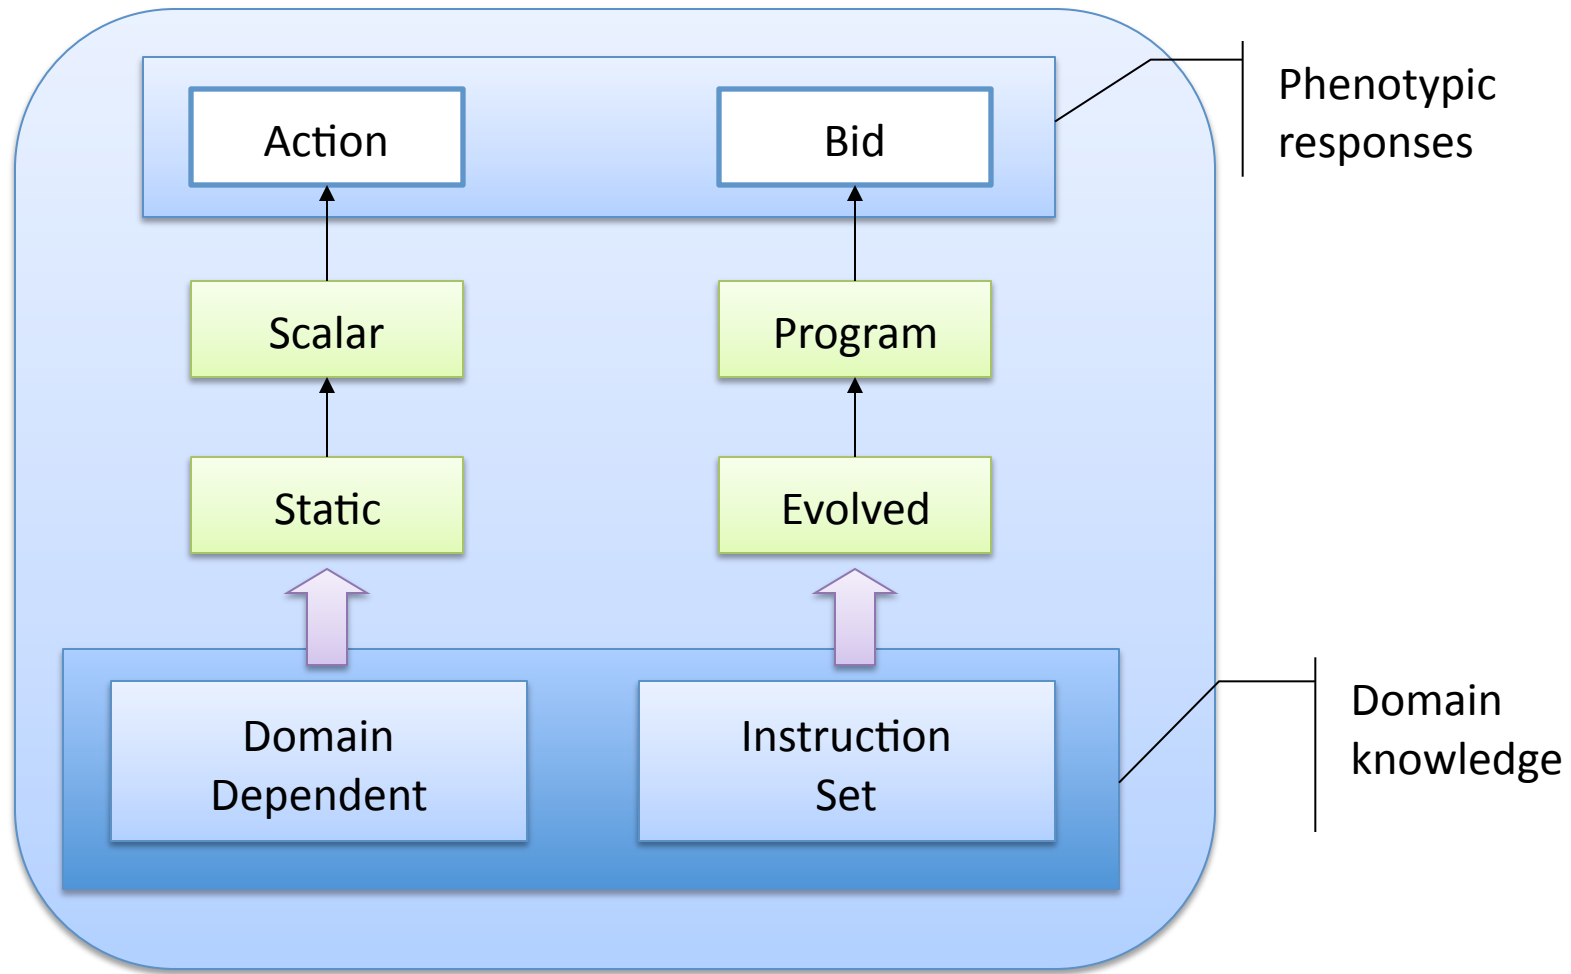 Action
Bid
Phenotypic
responses
Scalar
Program
Static
Evolved
Domain
Dependent
Instruction
Set
Domain
knowledge